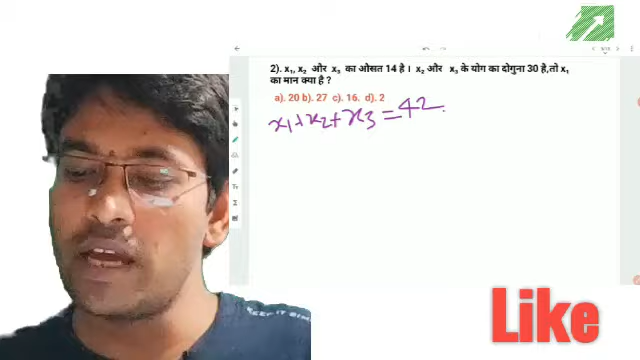 2). x₁, x₂ और x₃ का औसत 14 है । x₂ और x₃ के योग का दोगुना 30 है,तो x₁
का मान क्या है ?
a). 20 b). 27 c). 16. d). 2
x₁+x₂+x₃=42
Like